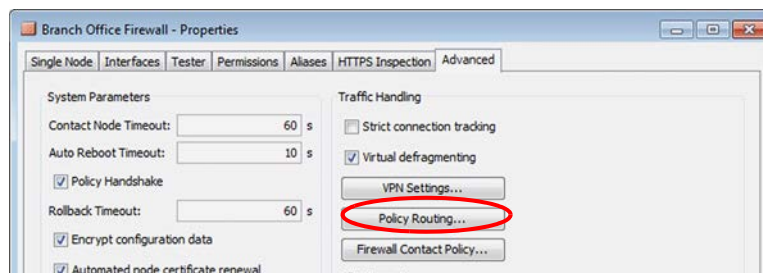 Branch Office Firewall - Properties
Single Node Interfaces Tester Permissions Aliases HTTPS Inspection Advanced
System Parameters
Contact Node Timeout: 60 s
Auto Reboot Timeout: 10 s
Policy Handshake
Rollback Timeout: 60 s
Encrypt configuration data
Automated node certificate renewal
Traffic Handling
Strict connection tracking
Virtual defragmenting
VPN Settings...
Policy Routing...
Firewall Contact Policy...